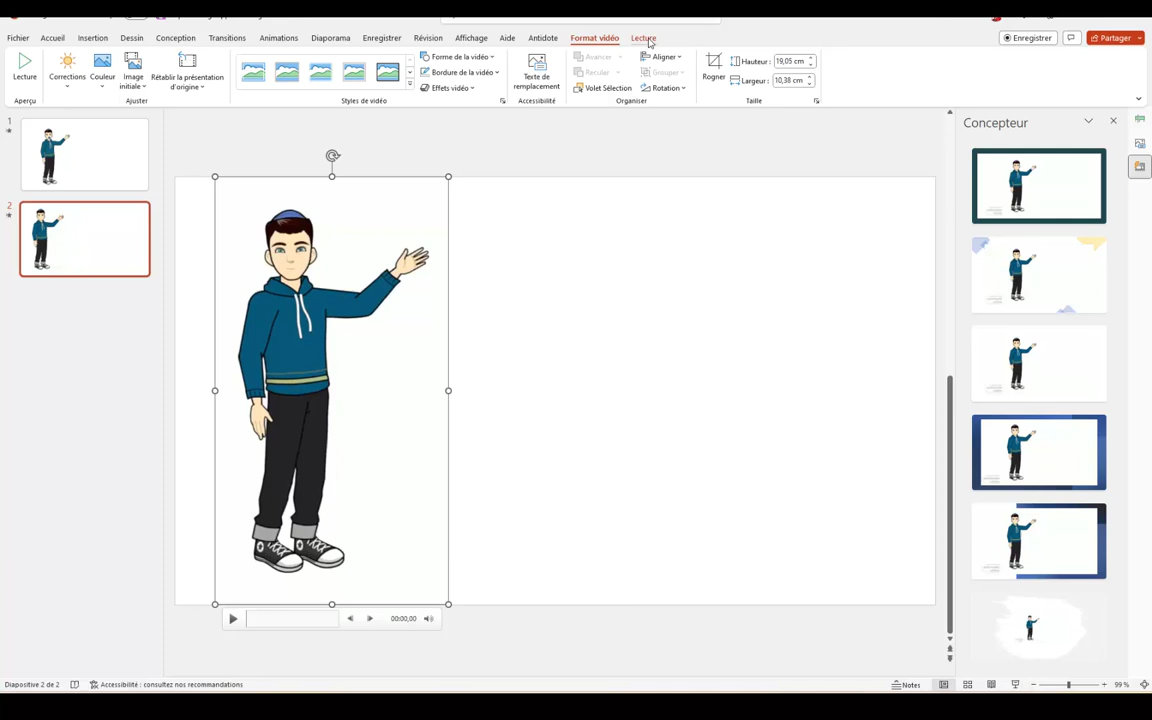 Fichier Accueil Insertion Dessin Conception Transitions Animations Diaporama Enregistrer Révision Affichage Aide Antidote Format vidéo Lecture Enregistrer Partager
Lecture
Corrections
Couleur
Image initiale
Rétablir la présentation d'origine
Forme de la vidéo
Bordure de la vidéo
Effets vidéo
Texte de remplacement
Avancer
Reculer
Volet Sélection
Aligner
Grouper
Rotation
Rogner
Hauteur : 19,05 cm
Largeur : 10,38 cm
Aperçu Ajuster Styles de vidéo Accessibilité Organiser Taille
1
2
Concepteur
00:00,00
Diapositive 2 de 2 Accessibilité : consultez nos recommandations Notes 99 %